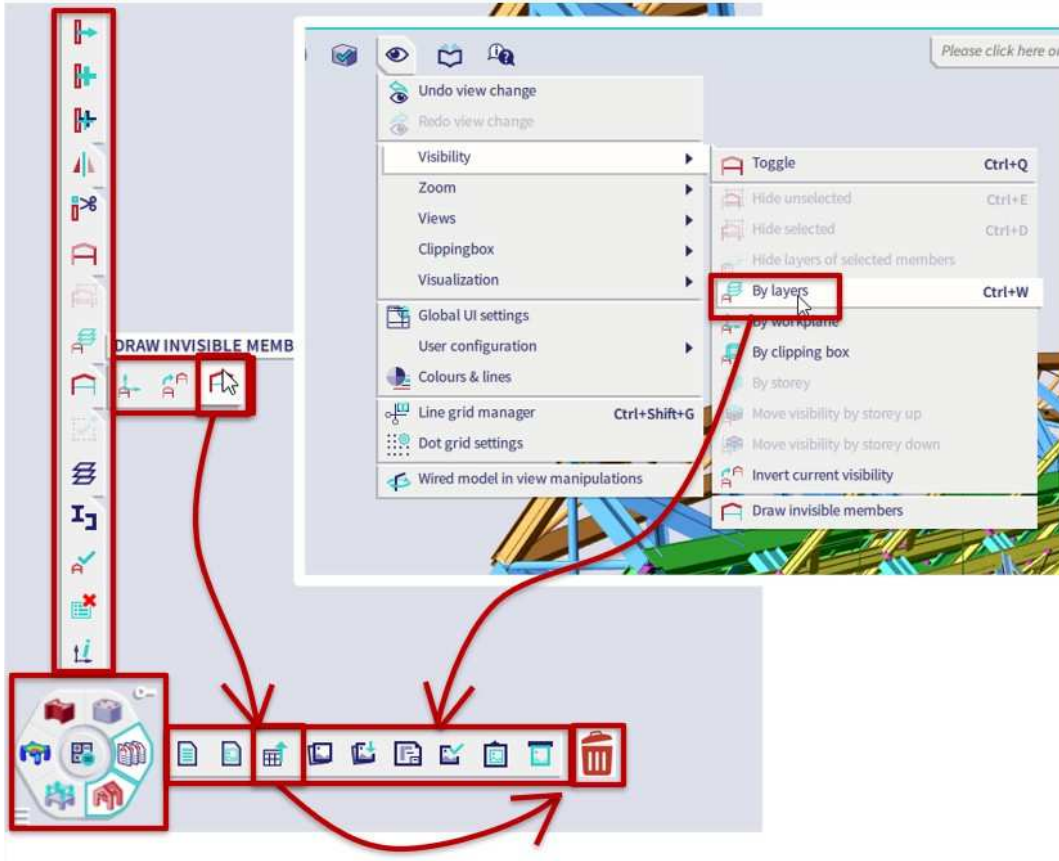 Please click here or
Undo view change
Redo view change
Visibility
Zoom
Views
Clippingbox
Visualization
Global UI settings
User configuration
Colours & lines
Line grid manager Ctrl+Shift+G
Dot grid settings
Wired model in view manipulations
Toggle Ctrl+Q
Hide unselected Ctrl+E
Hide selected Ctrl+D
Hide layers of selected members
By layers Ctrl+W
By workplane
By clipping box
By storey
Move visibility by storey up
Move visibility by storey down
Invert current visibility
Draw invisible members
DRAW INVISIBLE MEMB